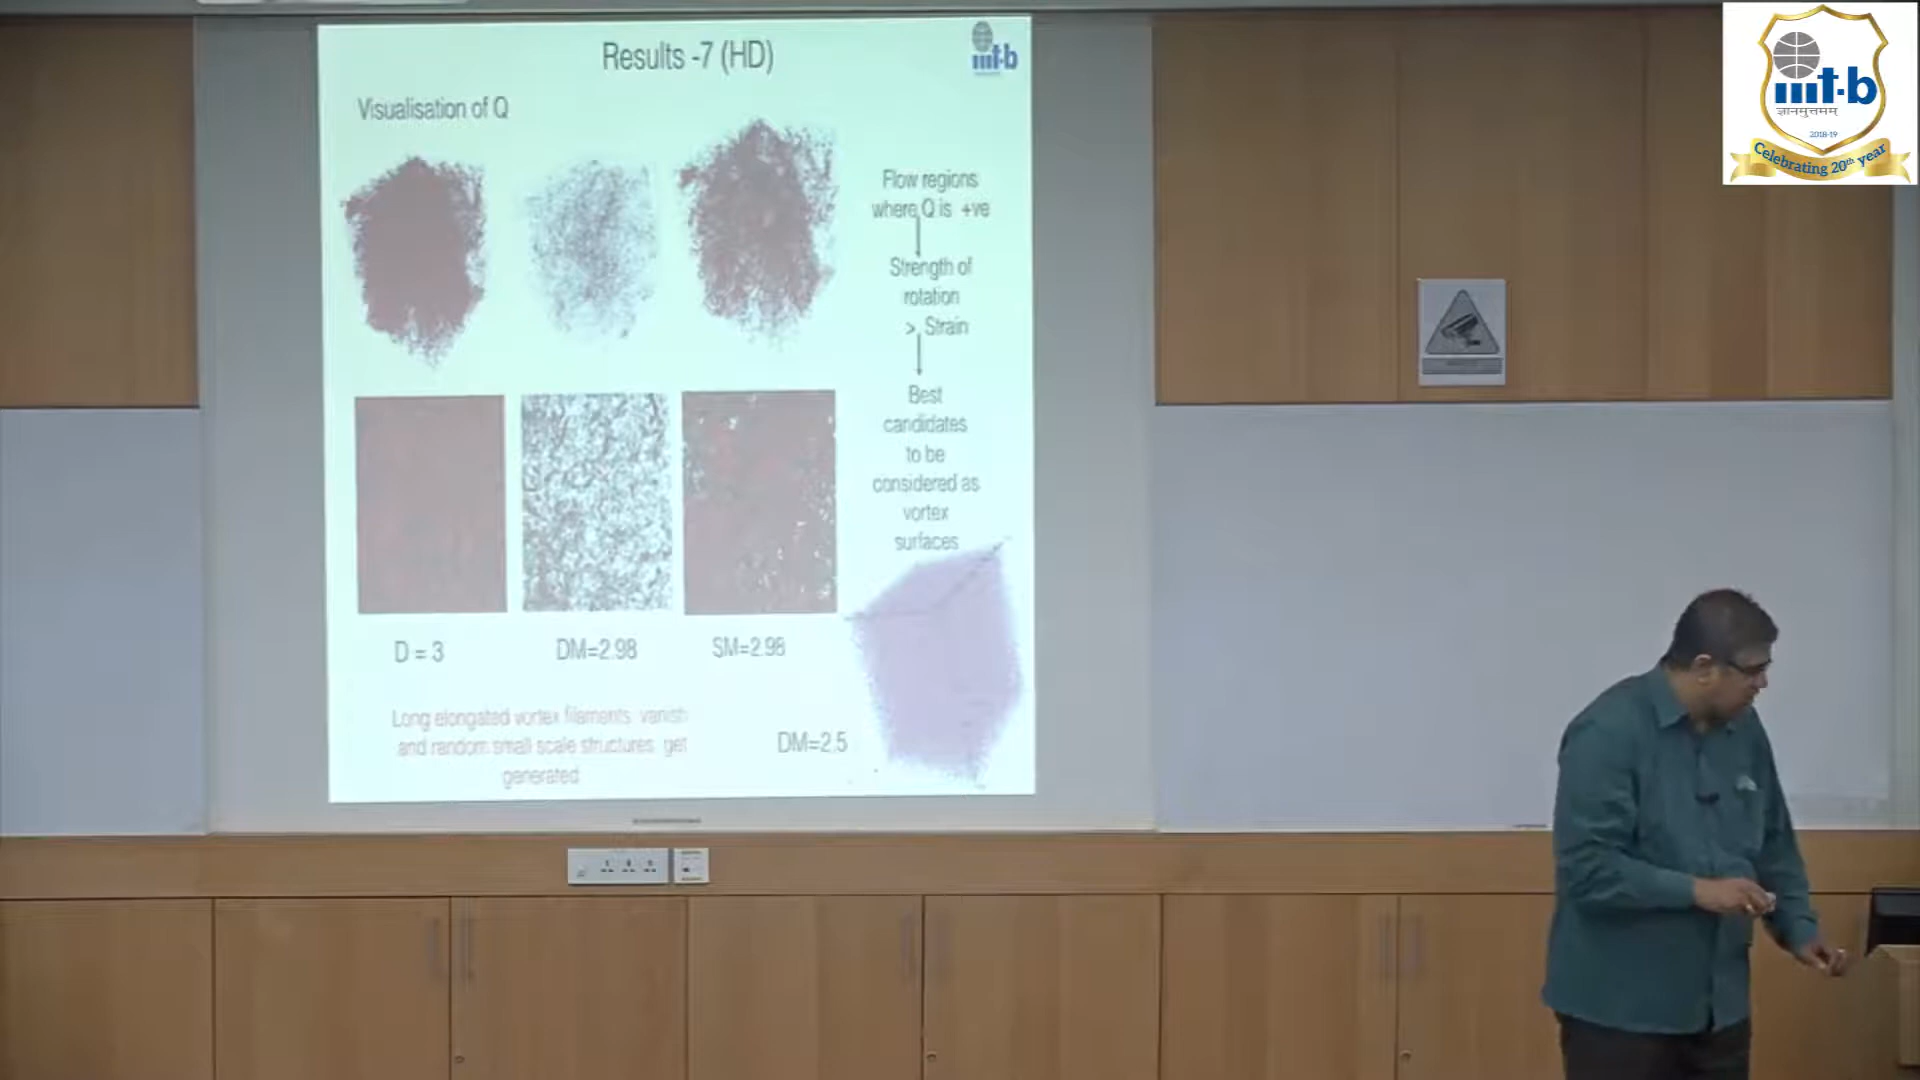 Results -7 (HD)
iiit-b
Visualisation of Q
Flow regions
where Q is +ve
Strength of
rotation
> Strain
Best
candidates
to be
considered as
vortex
surfaces
D = 3
DM=2.98
SM=2.98
Long elongated vortex filaments vanish
and random small scale structures get
generated
DM=2.5
iiit-b
ज्ञानमुत्तमम्
2018-19
Celebrating 20th year